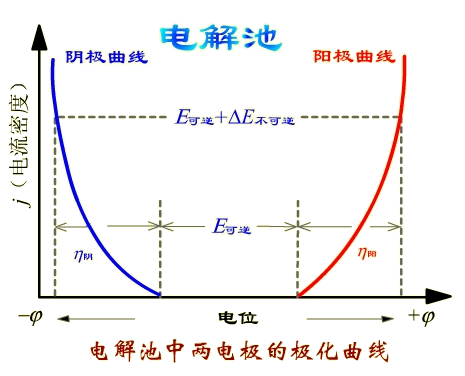 电解池
阴极曲线
阳极曲线
E可逆+ΔE不可逆
j（电流密度）
E可逆
η阴
η阳
−φ
电位
+φ
电解池中两电极的极化曲线